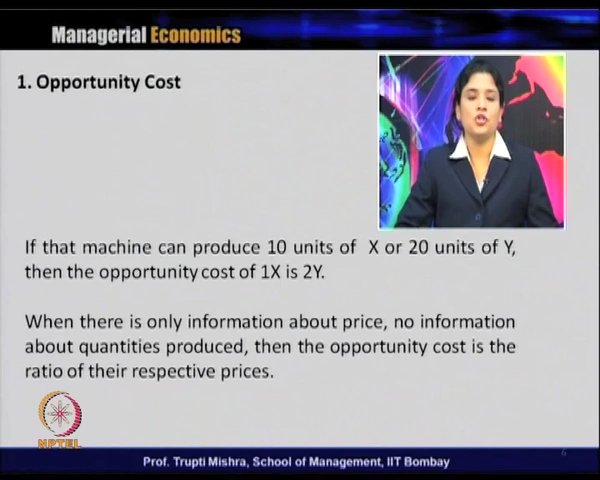 Managerial Economics
1. Opportunity Cost
If that machine can produce 10 units of X or 20 units of Y,
then the opportunity cost of 1X is 2Y.
When there is only information about price, no information
about quantities produced, then the opportunity cost is the
ratio of their respective prices.
NPTEL
Prof. Trupti Mishra, School of Management, IIT Bombay
6